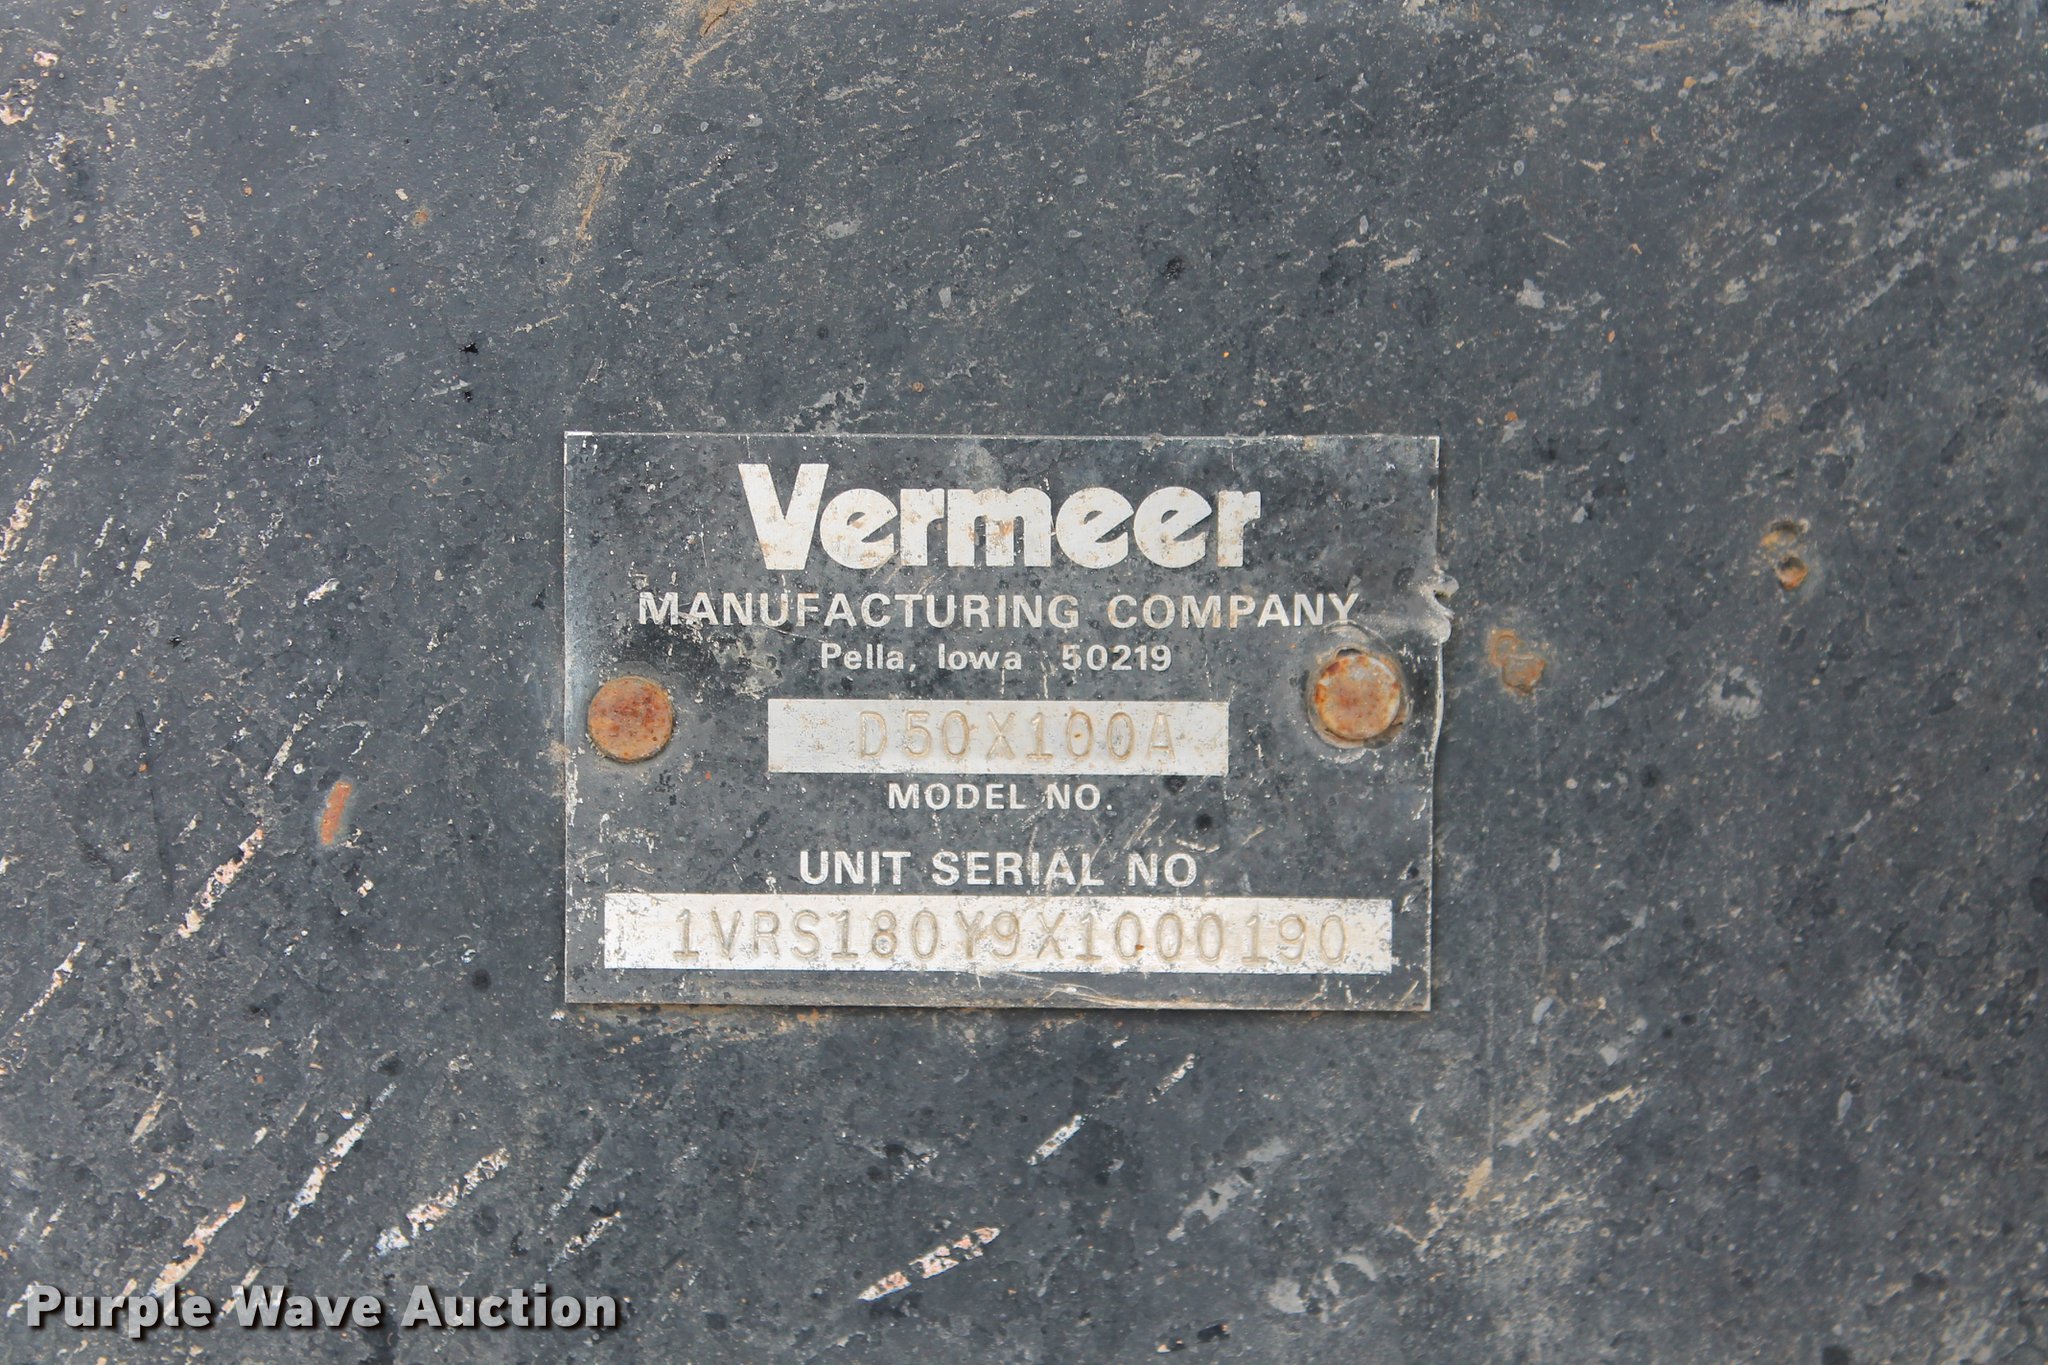 Vermeer
MANUFACTURING COMPANY
Pella, Iowa 50219
D50X100A
MODEL NO.
UNIT SERIAL NO
1VRS180Y9X1000190
Purple Wave Auction